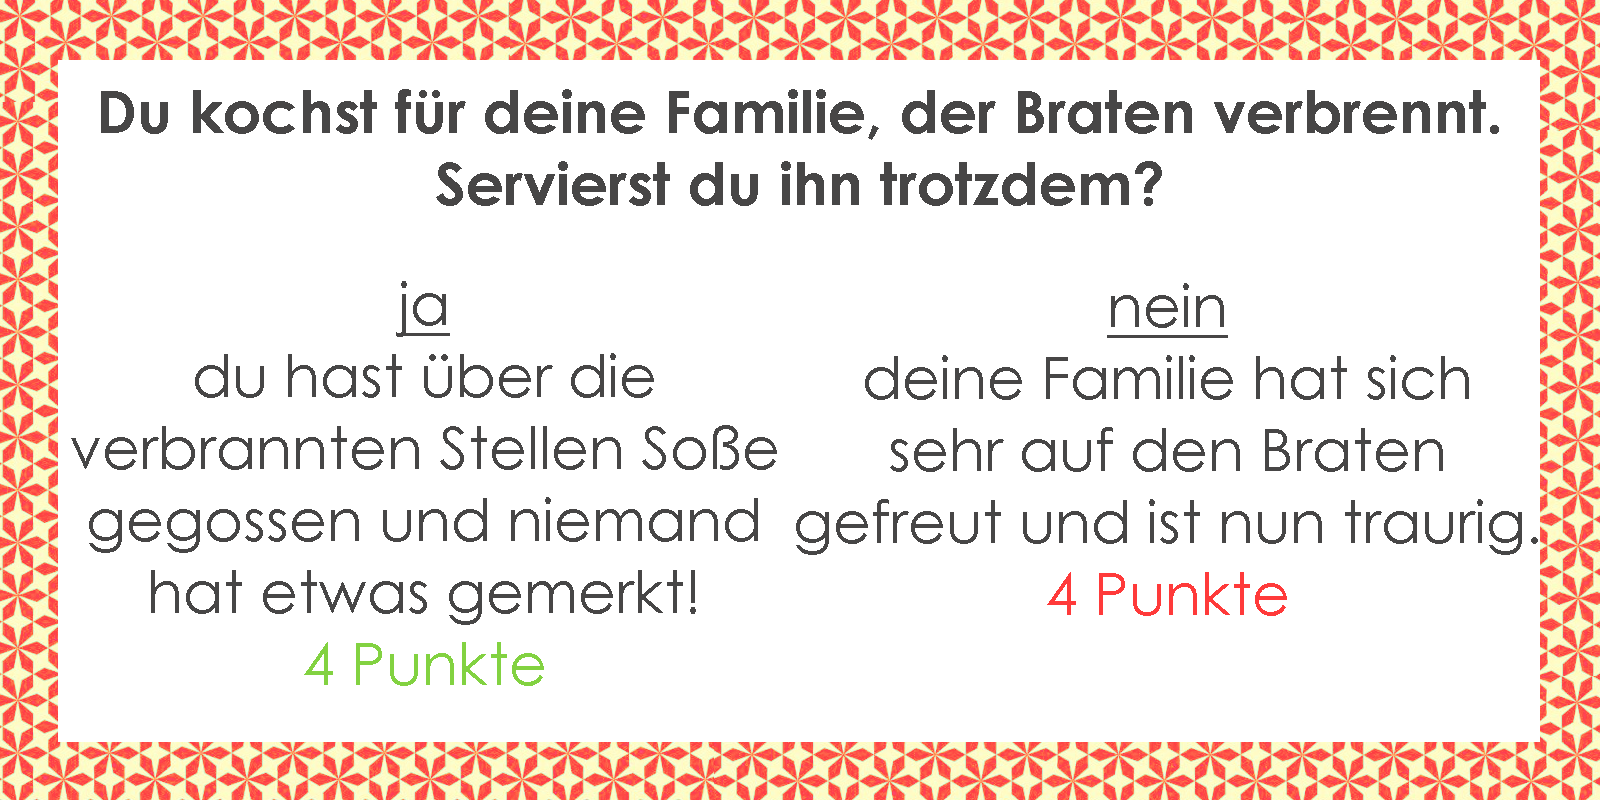 Du kochst für deine Familie, der Braten verbrennt.
Servierst du ihn trotzdem?
ja
du hast über die
verbrannten Stellen Soße
gegossen und niemand
hat etwas gemerkt!
4 Punkte
nein
deine Familie hat sich
sehr auf den Braten
gefreut und ist nun traurig.
4 Punkte